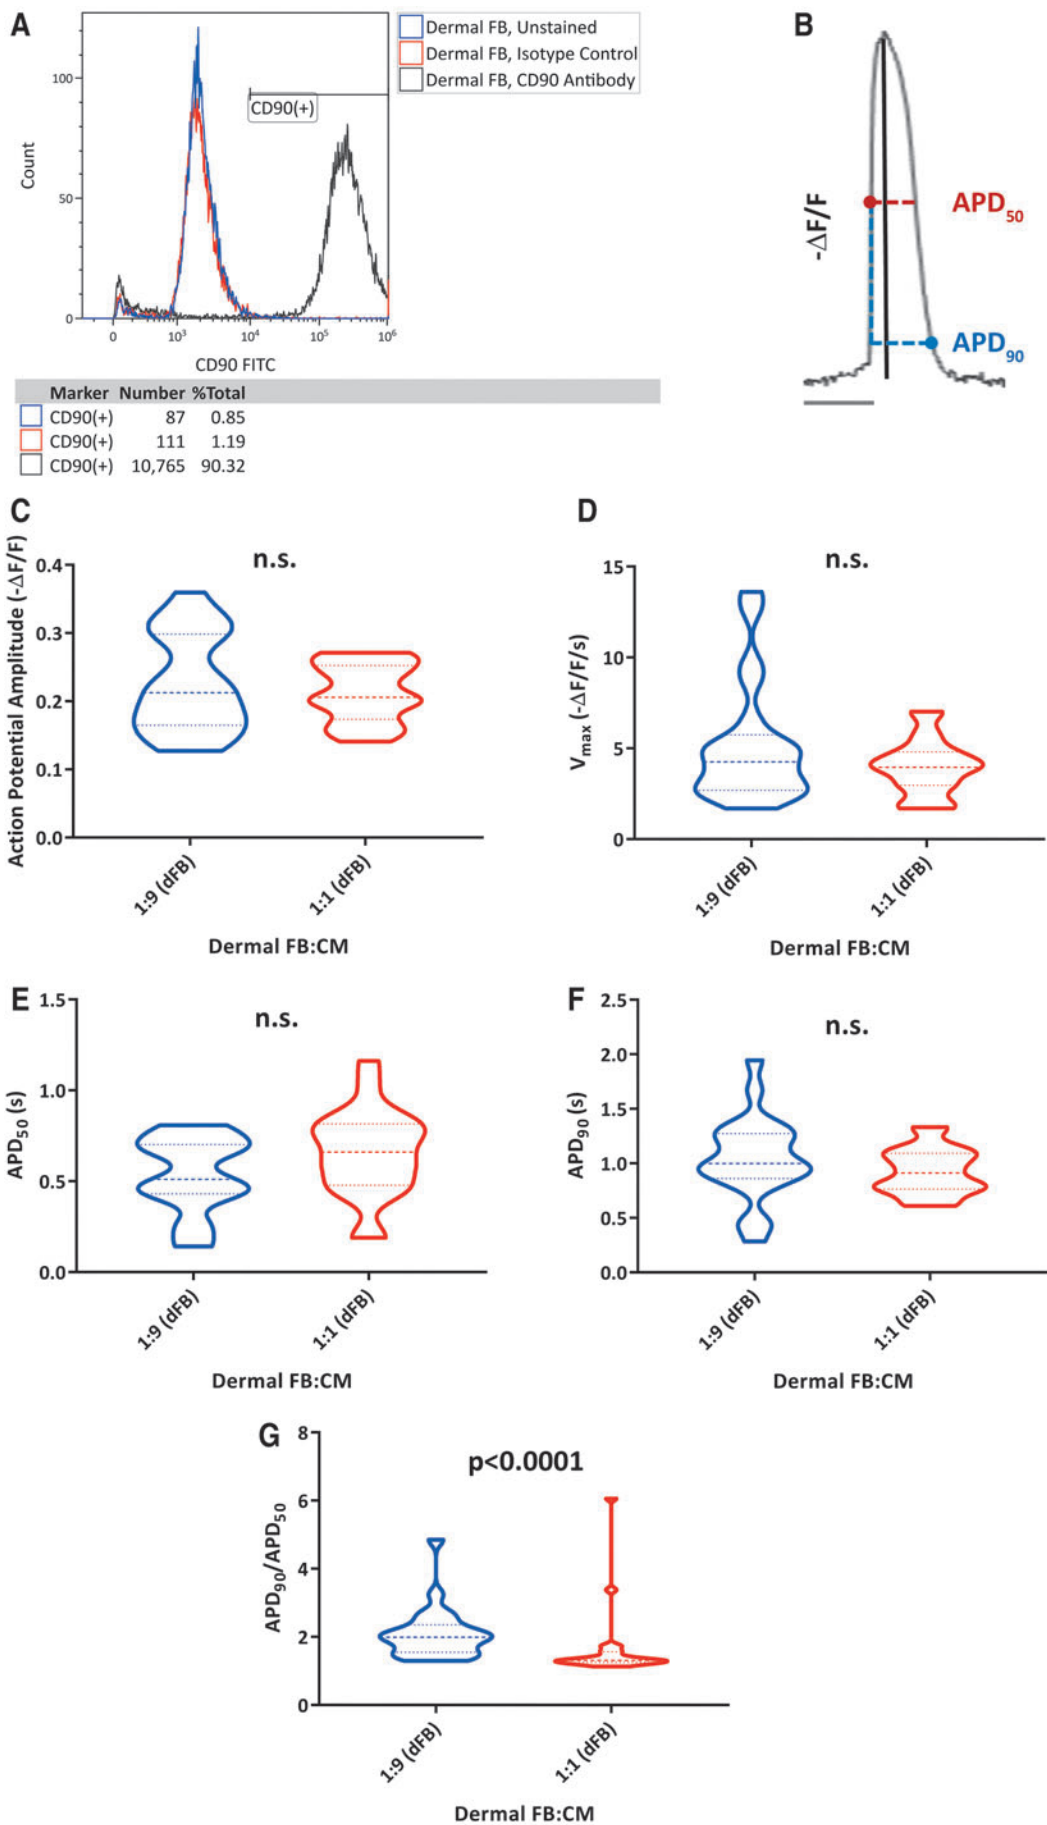 A
Dermal FB, Unstained
Dermal FB, Isotype Control
Dermal FB, CD90 Antibody
CD90(+)
Count
100
50
0
0 10³ 10⁴ 10⁵ 10⁶
CD90 FITC
Marker Number %Total
CD90(+) 87 0.85
CD90(+) 111 1.19
CD90(+) 10,765 90.32
B
-ΔF/F
APD₅₀
APD₉₀
C
n.s.
Action Potential Amplitude (-ΔF/F)
0.4
0.3
0.2
0.1
0.0
1:9 (dFB)
1:1 (dFB)
Dermal FB:CM
D
n.s.
Vmax (-ΔF/F/s)
15
10
5
0
1:9 (dFB)
1:1 (dFB)
Dermal FB:CM
E
n.s.
APD₅₀ (s)
1.5
1.0
0.5
0.0
1:9 (dFB)
1:1 (dFB)
Dermal FB:CM
F
n.s.
APD₉₀ (s)
2.5
2.0
1.5
1.0
0.5
0.0
1:9 (dFB)
1:1 (dFB)
Dermal FB:CM
G
p<0.0001
APD₉₀/APD₅₀
8
6
4
2
0
1:9 (dFB)
1:1 (dFB)
Dermal FB:CM